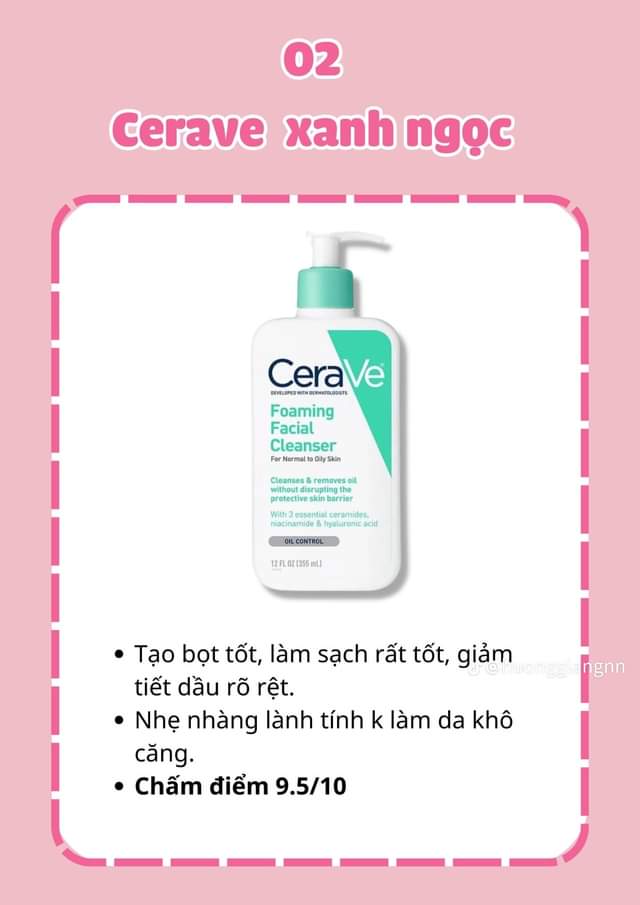 02
Cerave xanh ngọc
CeraVe
DEVELOPED WITH DERMATOLOGISTS
Foaming
Facial
Cleanser
For Normal to Oily Skin
Cleanses & removes oil
without disrupting the
protective skin barrier
With 3 essential ceramides,
niacinamide & hyaluronic acid
OIL CONTROL
12 FL OZ (355 mL)
Tạo bọt tốt, làm sạch rất tốt, giảm
tiết dầu rõ rệt.
Nhẹ nhàng lành tính k làm da khô
căng.
Chấm điểm 9.5/10